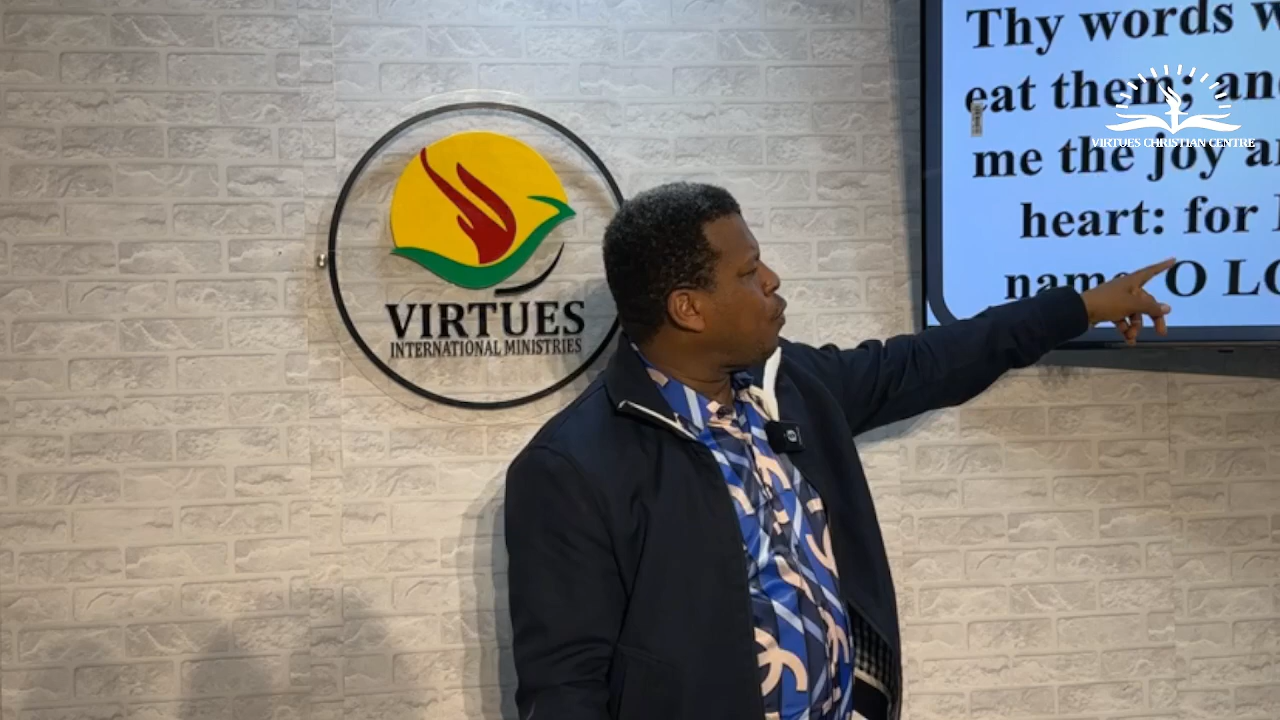 VIRTUES
INTERNATIONAL MINISTRIES
Thy words
eat them; and
me the joy
heart: for
O LO
VIRTUES CHRISTIAN CENTRE